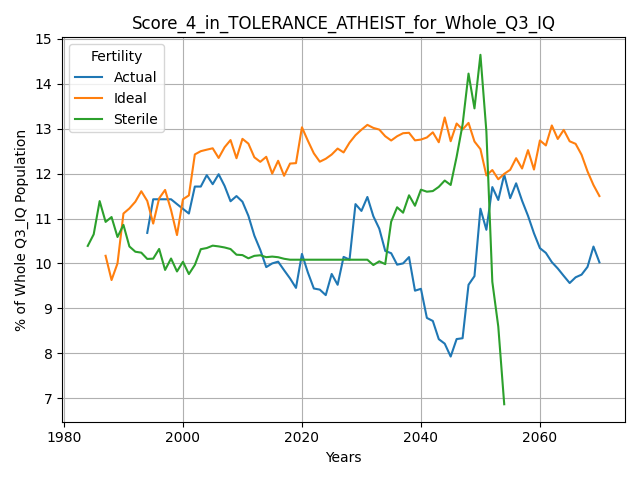 Score_4_in_TOLERANCE_ATHEIST_for_Whole_Q3_IQ
Fertility
Actual
Ideal
Sterile
% of Whole Q3_IQ Population
15
14
13
12
11
10
9
8
7
1980
2000
2020
2040
2060
Years